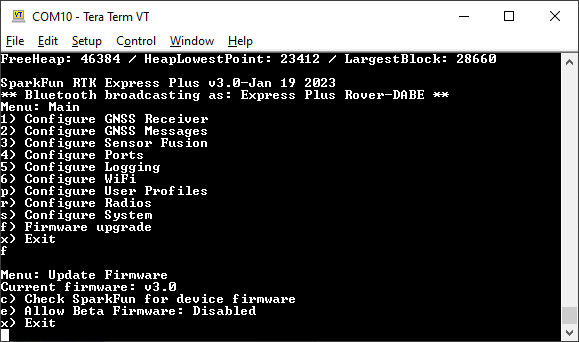 COM10 - Tera Term VT
File Edit Setup Control Window Help
FreeHeap: 46384 / HeapLowestPoint: 23412 / LargestBlock: 28660
SparkFun RTK Express Plus v3.0-Jan 19 2023
** Bluetooth broadcasting as: Express Plus Rover-DABE **
Menu: Main
1) Configure GNSS Receiver
2) Configure GNSS Messages
3) Configure Sensor Fusion
4) Configure Ports
5) Configure Logging
6) Configure WiFi
p) Configure User Profiles
r) Configure Radios
s) Configure System
f) Firmware upgrade
x) Exit
f
Menu: Update Firmware
Current firmware: v3.0
c) Check SparkFun for device firmware
e) Allow Beta Firmware: Disabled
x) Exit